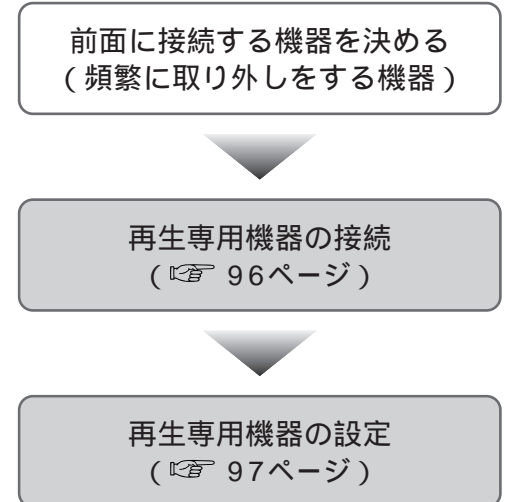 前面に接続する機器を決める
（頻繁に取り外しをする機器）
再生専用機器の接続
（☞ 96ページ）
再生専用機器の設定
（☞ 97ページ）